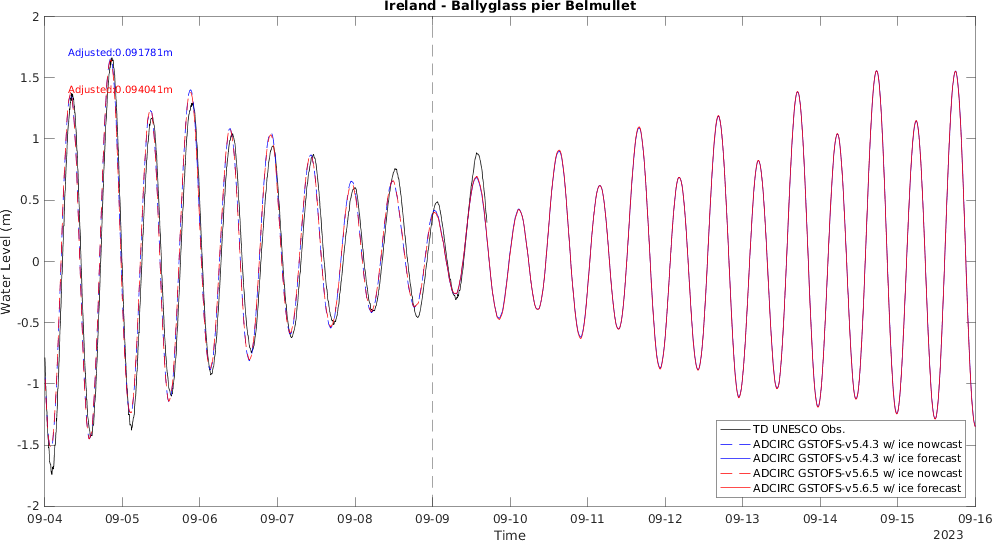 Ireland - Ballyglass pier Belmullet
2
1.5
1
0.5
0
-0.5
-1
-1.5
-2
Water Level (m)
Adjusted:0.091781m
Adjusted:0.094041m
TD UNESCO Obs.
ADCIRC GSTOFS-v5.4.3 w/ ice nowcast
ADCIRC GSTOFS-v5.4.3 w/ ice forecast
ADCIRC GSTOFS-v5.6.5 w/ ice nowcast
ADCIRC GSTOFS-v5.6.5 w/ ice forecast
09-04 09-05 09-06 09-07 09-08 09-09 09-10 09-11 09-12 09-13 09-14 09-15 09-16
Time
2023